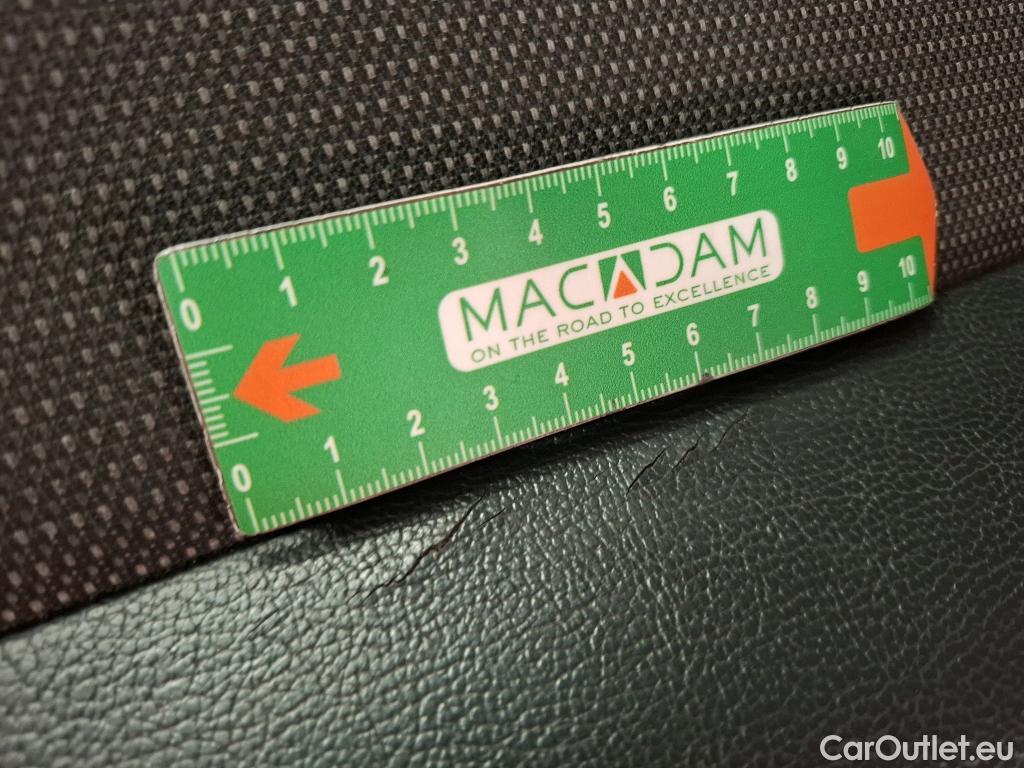 0 1 2 3 4 5 6 7 8 9 10
MACADAM
ON THE ROAD TO EXCELLENCE
0 1 2 3 4 5 6 7 8 9 10
CarOutlet.eu